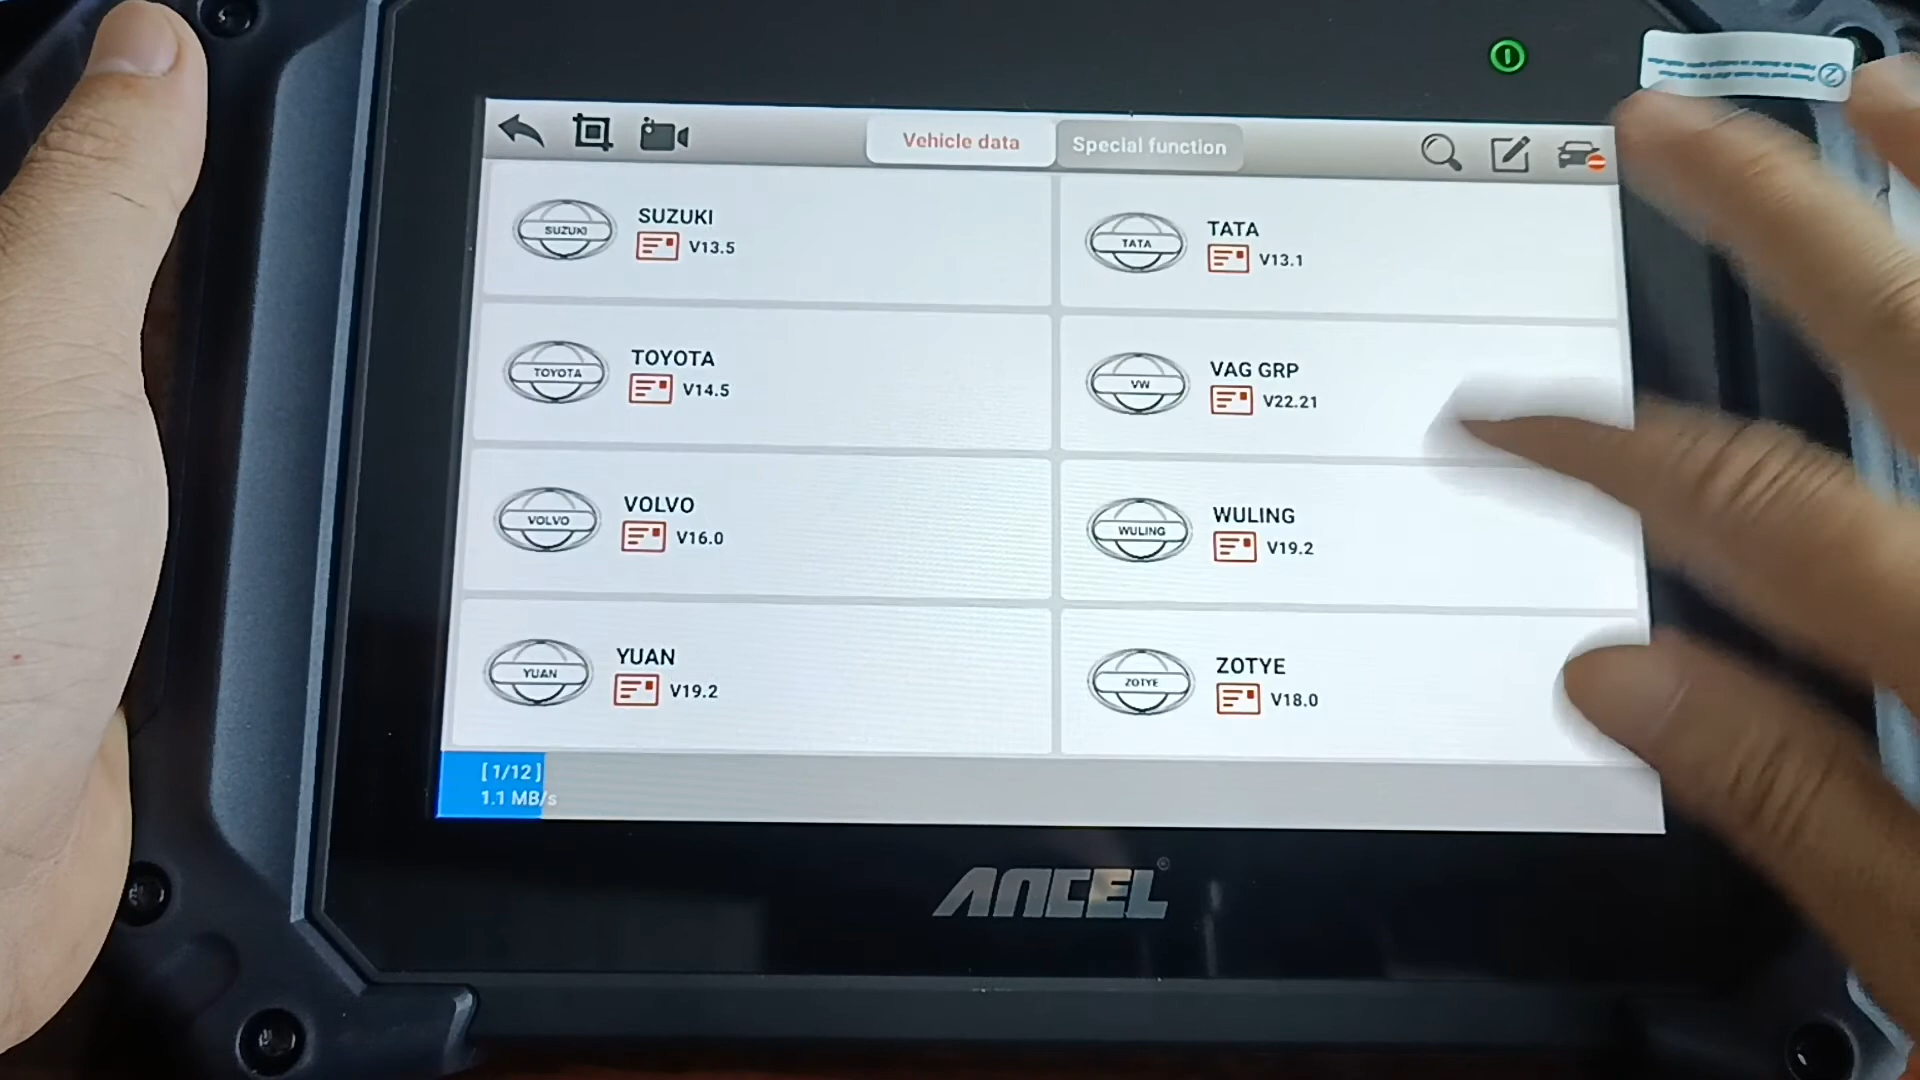 Vehicle data
Special function
SUZUKI
SUZUKI
V13.5
TATA
TATA
V13.1
TOYOTA
TOYOTA
V14.5
VW
VAG GRP
V22.21
VOLVO
VOLVO
V16.0
WULING
WULING
V19.2
YUAN
YUAN
V19.2
ZOTYE
ZOTYE
V18.0
[1/12]
1.1 MB/s
ANCEL®